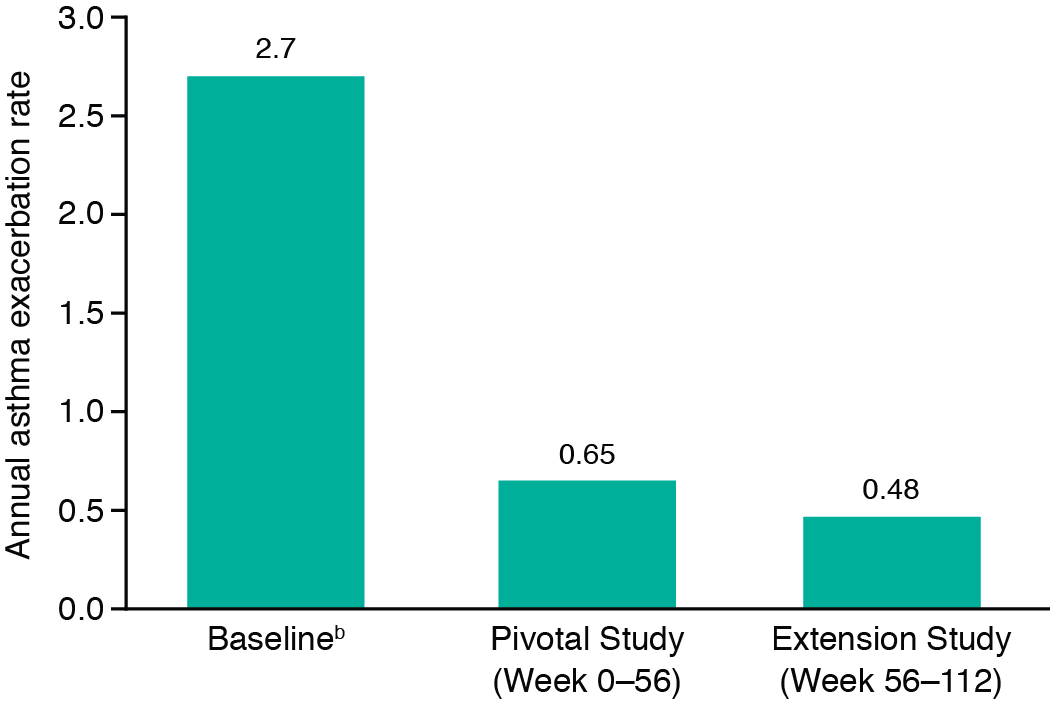 Annual asthma exacerbation rate
3.0
2.5
2.0
1.5
1.0
0.5
0.0
2.7
0.65
0.48
Baselineᵇ
Pivotal Study
(Week 0–56)
Extension Study
(Week 56–112)